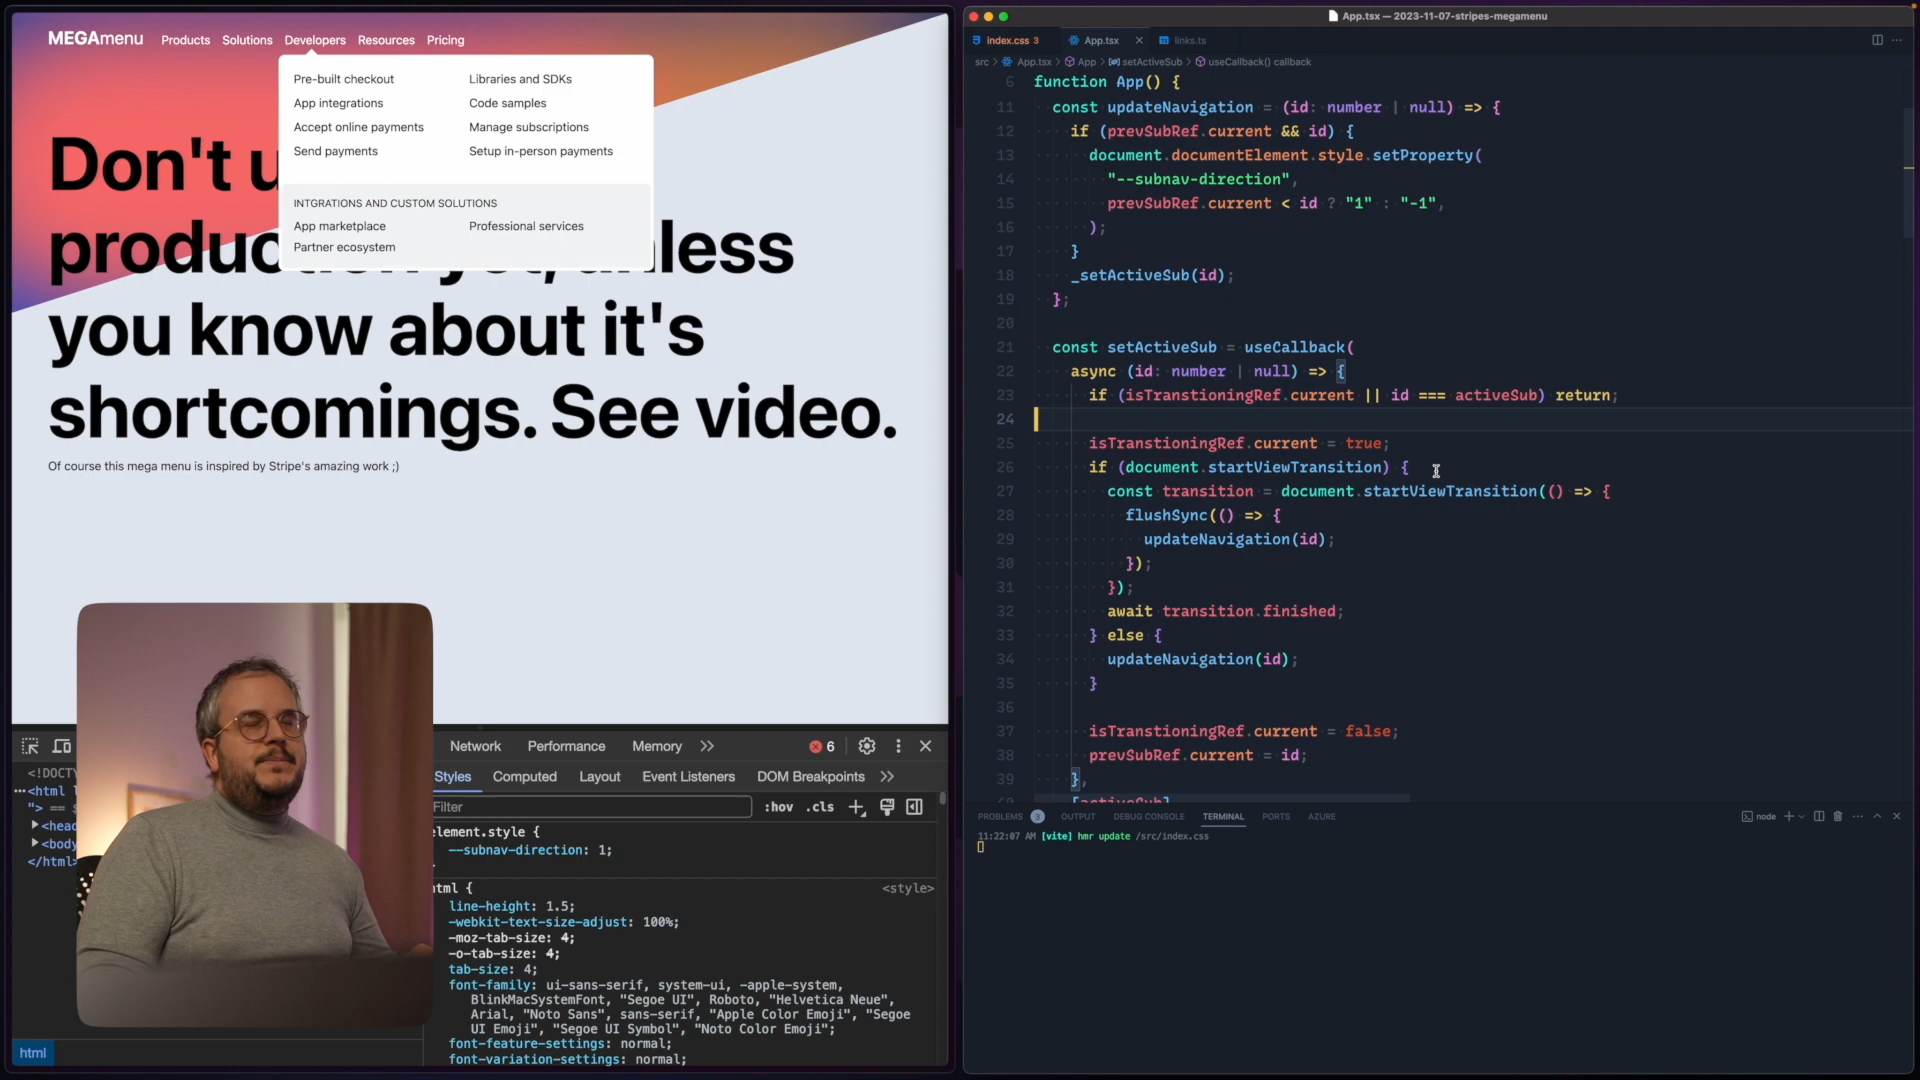 MEGAmenu Products Solutions Developers Resources Pricing
Pre-built checkout Libraries and SDKs
App integrations Code samples
Accept online payments Manage subscriptions
Send payments Setup in-person payments
INTGRATIONS AND CUSTOM SOLUTIONS
App marketplace Professional services
Partner ecosystem
Don't u
produc yet, unless
you know about it's
shortcomings. See video.
Of course this mega menu is inspired by Stripe's amazing work ;)
Network Performance Memory 6
Styles Computed Layout Event Listeners DOM Breakpoints
Filter :hov .cls
<!DOCTY
<html l
"> == s
<head
<body
</html>
html
element.style {
--subnav-direction: 1;
html { <style>
line-height: 1.5;
-webkit-text-size-adjust: 100%;
-moz-tab-size: 4;
-o-tab-size: 4;
tab-size: 4;
font-family: ui-sans-serif, system-ui, -apple-system,
BlinkMacSystemFont, "Segoe UI", Roboto, "Helvetica Neue",
Arial, "Noto Sans", sans-serif, "Apple Color Emoji", "Segoe
UI Emoji", "Segoe UI Symbol", "Noto Color Emoji";
font-feature-settings: normal;
font-variation-settings: normal;
App.tsx — 2023-11-07-stripes-megamenu
index.css 3 App.tsx links.ts
src > App.tsx > App > setActiveSub > useCallback() callback
6 function App() {
11 const updateNavigation = (id: number | null) => {
12 if (prevSubRef.current && id) {
13 document.documentElement.style.setProperty(
14 "--subnav-direction",
15 prevSubRef.current < id ? "1" : "-1",
16 );
17 }
18 _setActiveSub(id);
19 };
20
21 const setActiveSub = useCallback(
22 async (id: number | null) => {
23 if (isTranstioningRef.current || id === activeSub) return;
24
25 isTranstioningRef.current = true;
26 if (document.startViewTransition) {
27 const transition = document.startViewTransition(() => {
28 flushSync(() => {
29 updateNavigation(id);
30 });
31 });
32 await transition.finished;
33 } else {
34 updateNavigation(id);
35 }
36
37 isTranstioningRef.current = false;
38 prevSubRef.current = id;
39 },
40 [activeSub]
PROBLEMS 3 OUTPUT DEBUG CONSOLE TERMINAL PORTS AZURE node
11:22:07 AM [vite] hmr update /src/index.css